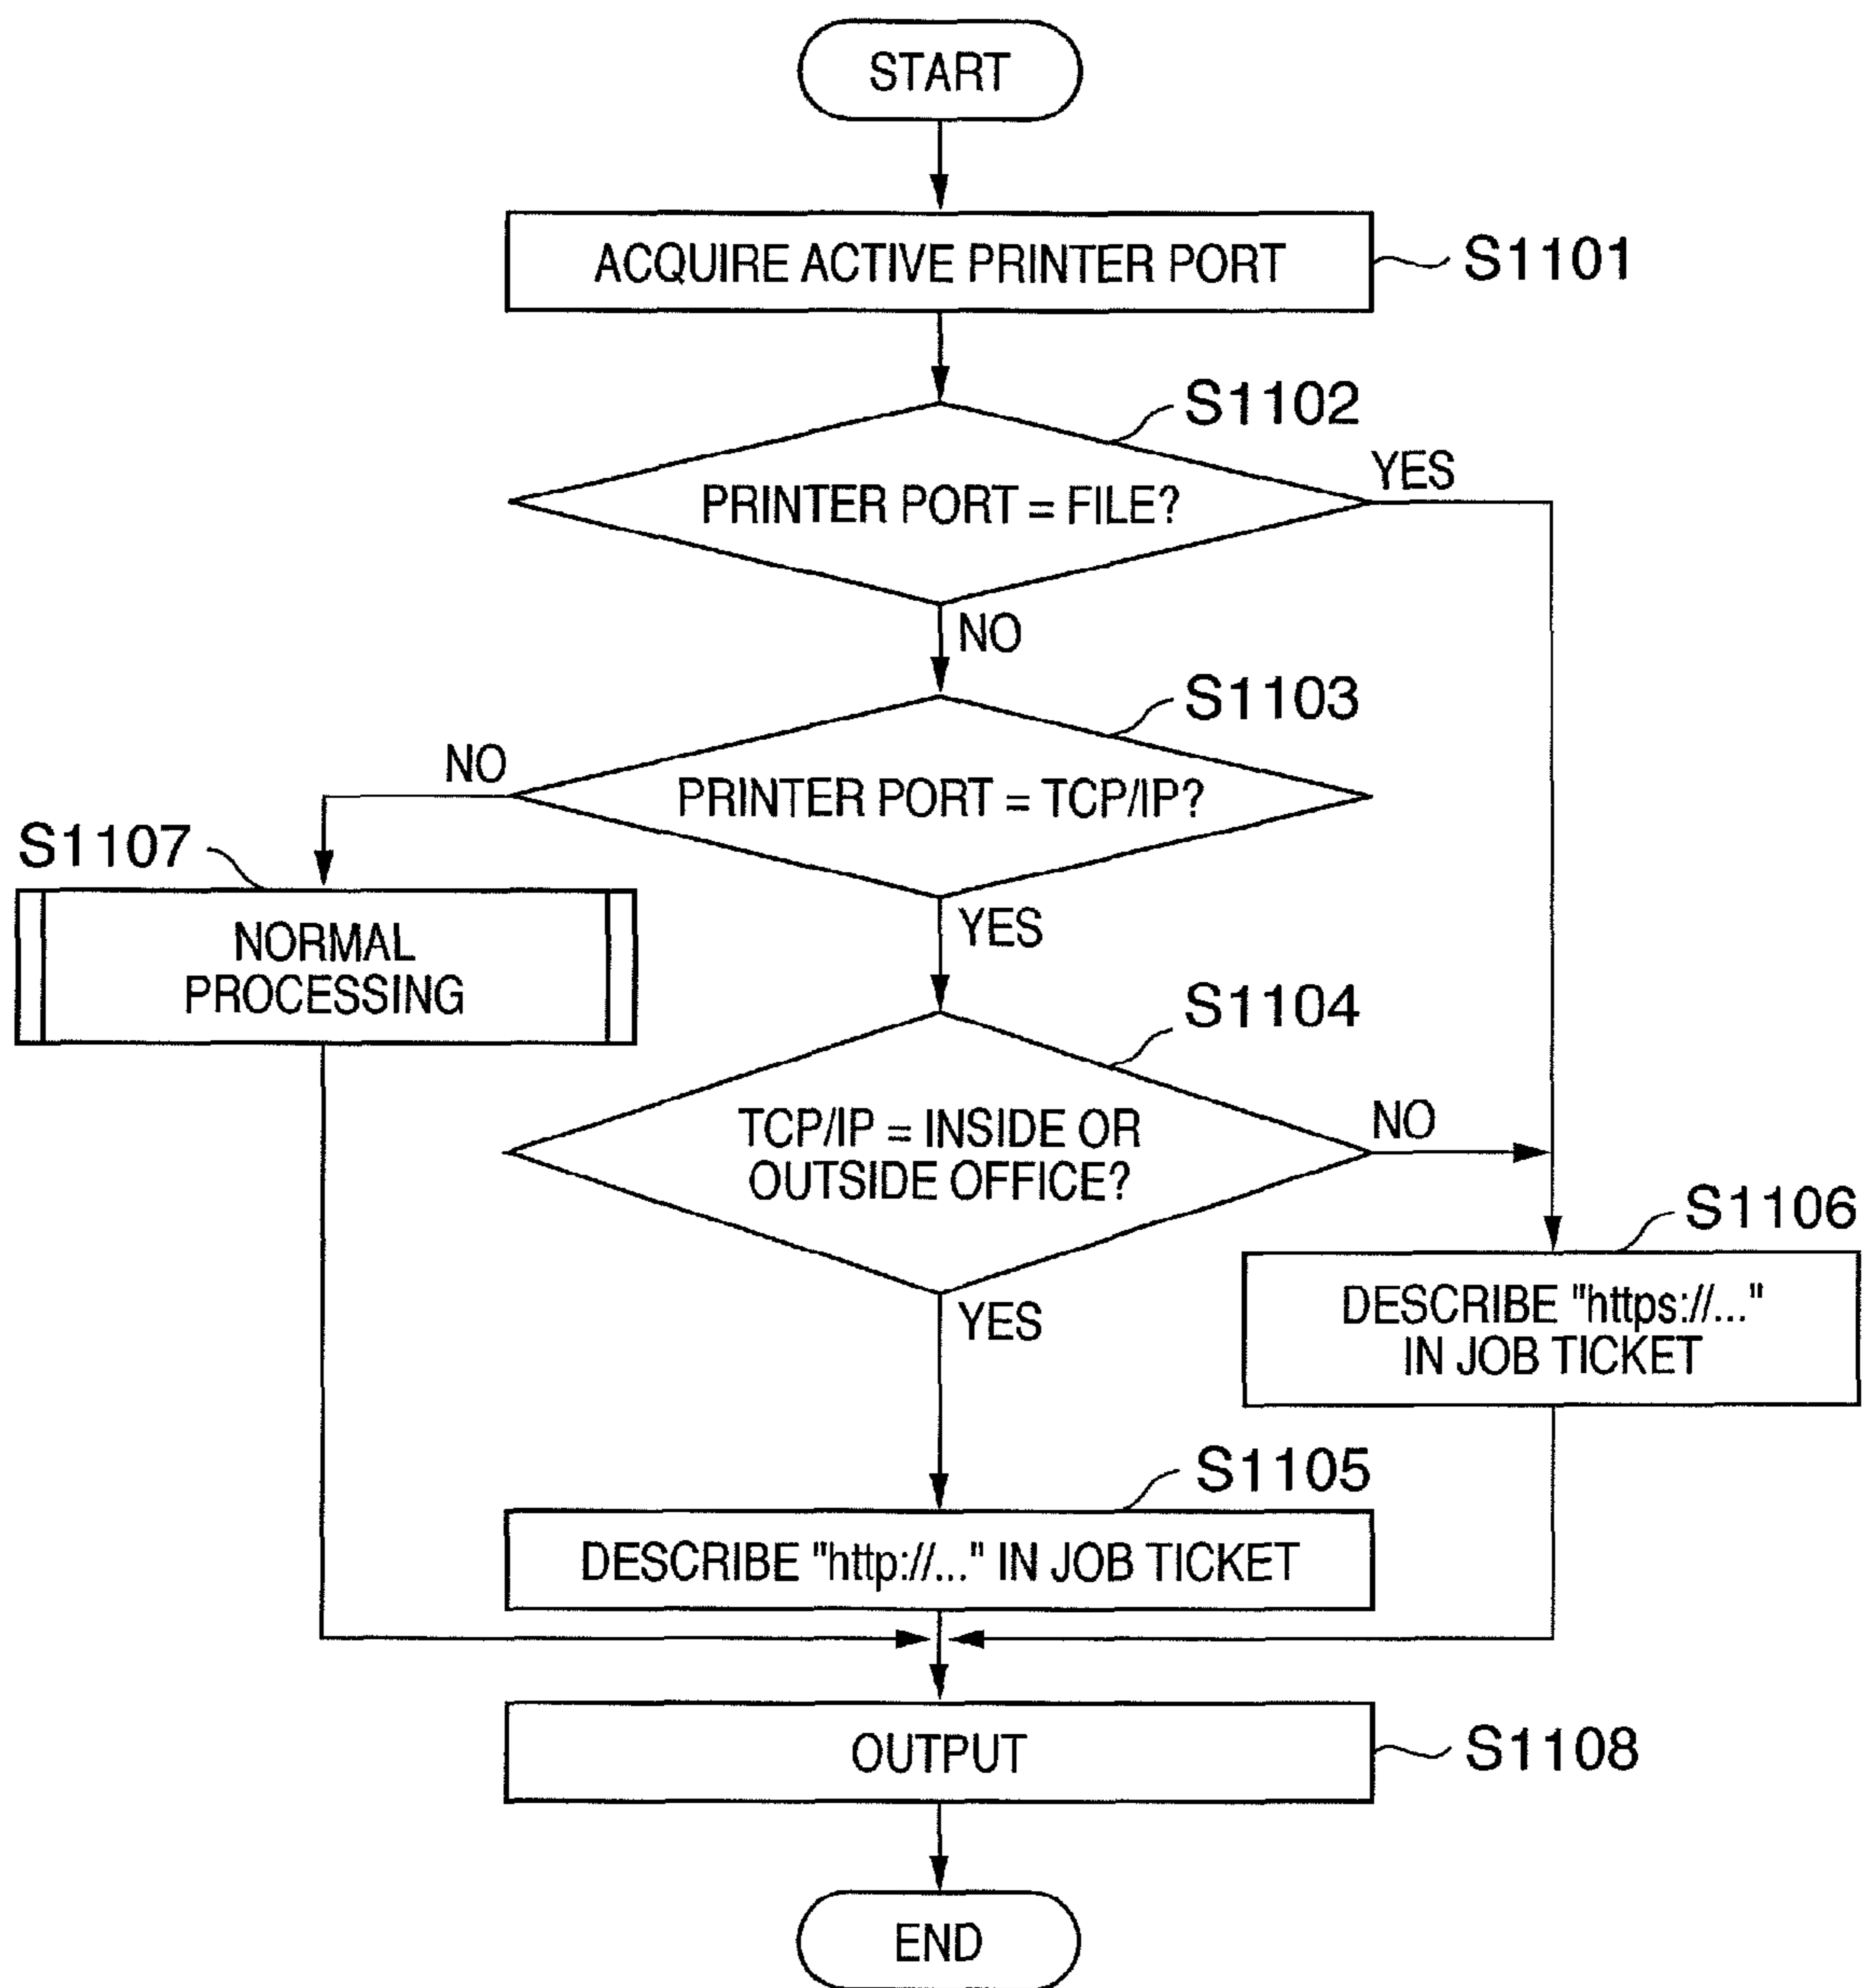 START
ACQUIRE ACTIVE PRINTER PORT
S1101
S1102
PRINTER PORT = FILE?
YES
NO
S1103
PRINTER PORT = TCP/IP?
NO
S1107
NORMAL
PROCESSING
YES
S1104
TCP/IP = INSIDE OR
OUTSIDE OFFICE?
NO
YES
S1106
DESCRIBE "https://..."
IN JOB TICKET
S1105
DESCRIBE "http://..." IN JOB TICKET
OUTPUT
S1108
END